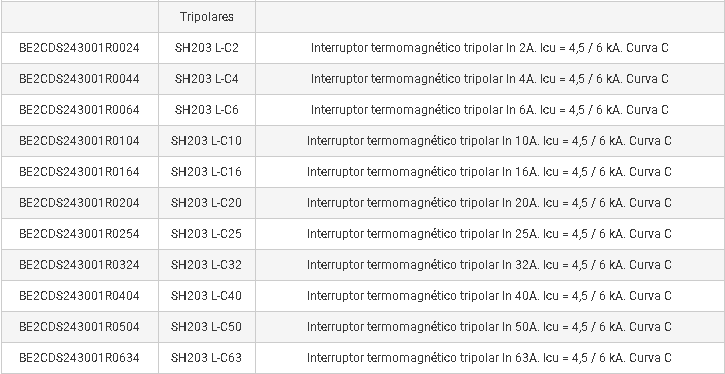 Tripolares
BE2CDS243001R0024 SH203 L-C2 Interruptor termomagnético tripolar In 2A. Icu = 4,5 / 6 kA. Curva C
BE2CDS243001R0044 SH203 L-C4 Interruptor termomagnético tripolar In 4A. Icu = 4,5 / 6 kA. Curva C
BE2CDS243001R0064 SH203 L-C6 Interruptor termomagnético tripolar In 6A. Icu = 4,5 / 6 kA. Curva C
BE2CDS243001R0104 SH203 L-C10 Interruptor termomagnético tripolar In 10A. Icu = 4,5 / 6 kA. Curva C
BE2CDS243001R0164 SH203 L-C16 Interruptor termomagnético tripolar In 16A. Icu = 4,5 / 6 kA. Curva C
BE2CDS243001R0204 SH203 L-C20 Interruptor termomagnético tripolar In 20A. Icu = 4,5 / 6 kA. Curva C
BE2CDS243001R0254 SH203 L-C25 Interruptor termomagnético tripolar In 25A. Icu = 4,5 / 6 kA. Curva C
BE2CDS243001R0324 SH203 L-C32 Interruptor termomagnético tripolar In 32A. Icu = 4,5 / 6 kA. Curva C
BE2CDS243001R0404 SH203 L-C40 Interruptor termomagnético tripolar In 40A. Icu = 4,5 / 6 kA. Curva C
BE2CDS243001R0504 SH203 L-C50 Interruptor termomagnético tripolar In 50A. Icu = 4,5 / 6 kA. Curva C
BE2CDS243001R0634 SH203 L-C63 Interruptor termomagnético tripolar In 63A. Icu = 4,5 / 6 kA. Curva C